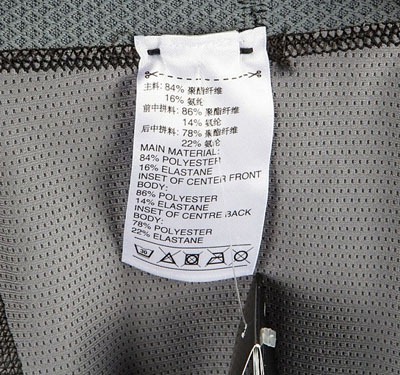 主料: 84% 聚酯纤维
16% 氨纶
前中拼料: 86% 聚酯纤维
14% 氨纶
后中拼料: 78% 聚酯纤维
22% 氨纶
MAIN MATERIAL:
84% POLYESTER
16% ELASTANE
INSET OF CENTER FRONT
BODY:
86% POLYESTER
14% ELASTANE
INSET OF CENTRE BACK
BODY:
78% POLYESTER
22% ELASTANE